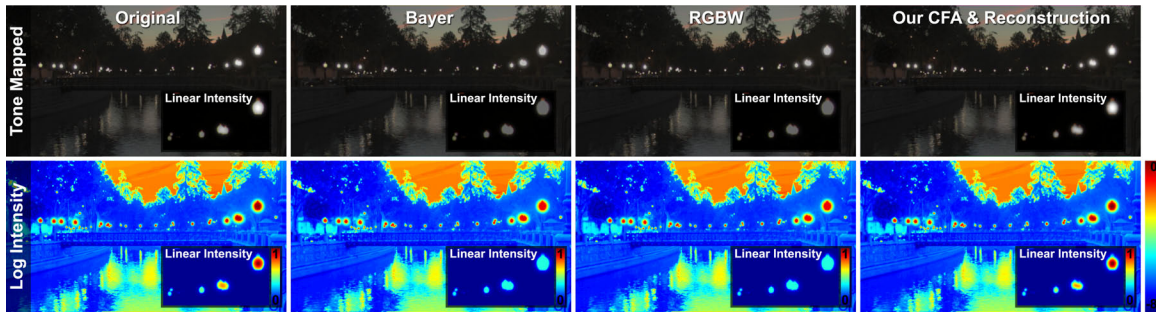 Original
Bayer
RGBW
Our CFA & Reconstruction
Tone Mapped
Linear Intensity
Linear Intensity
Linear Intensity
Linear Intensity
Log Intensity
Linear Intensity
1
0
Linear Intensity
1
0
Linear Intensity
1
0
Linear Intensity
1
0